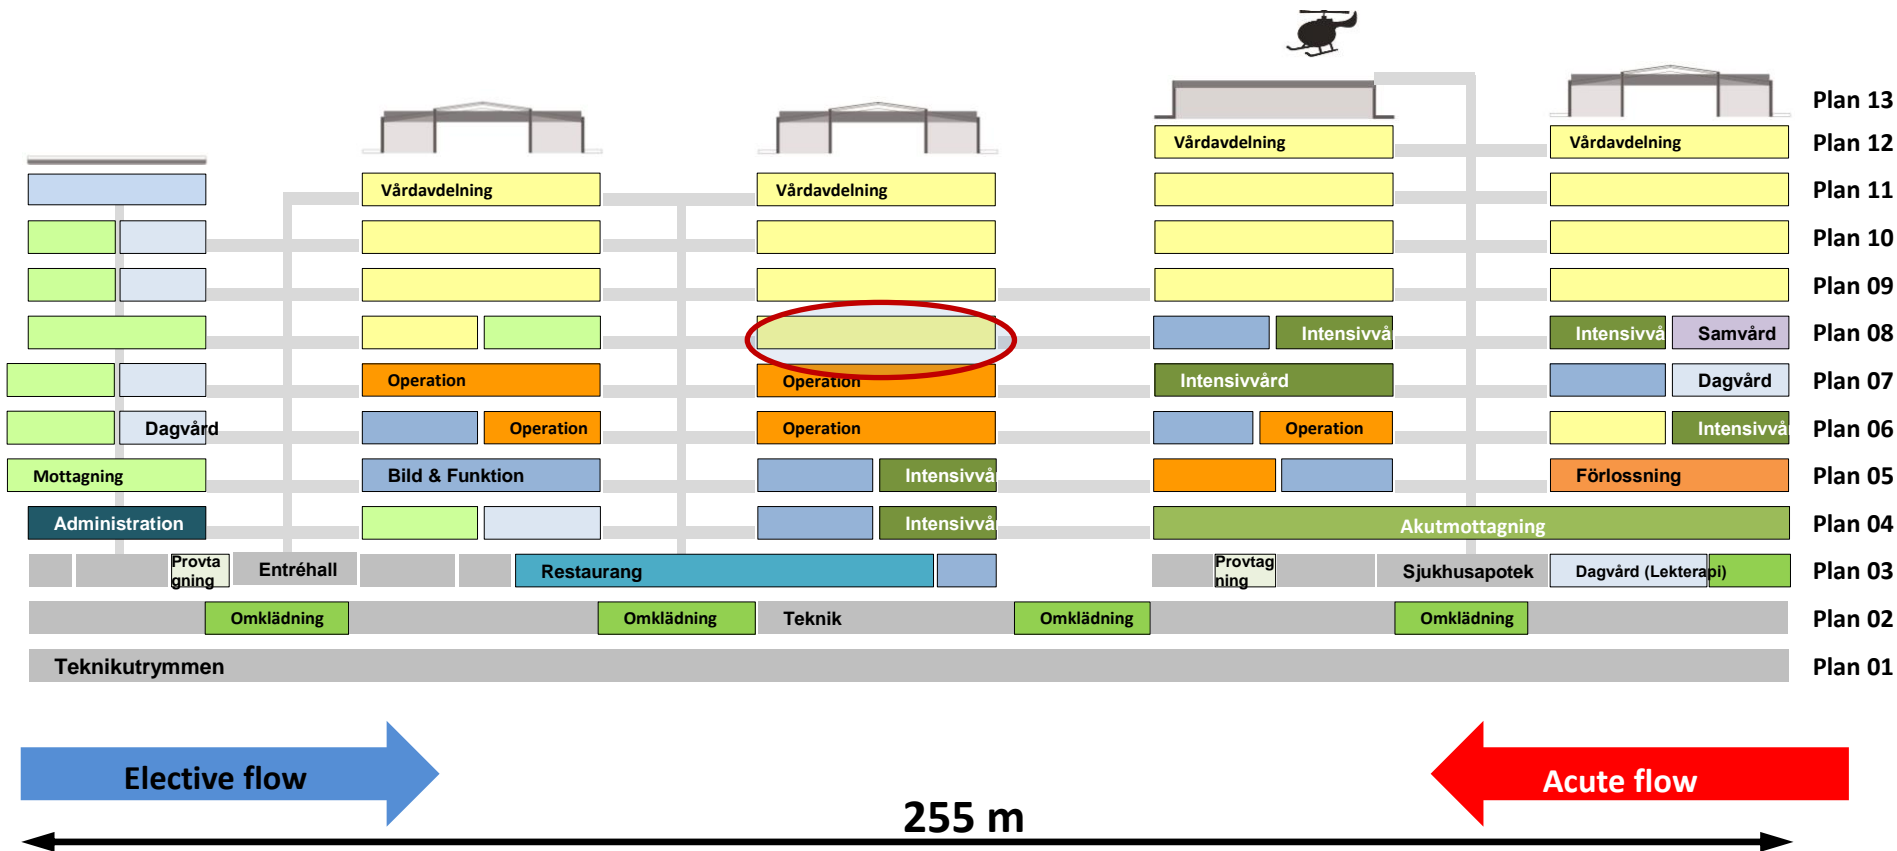 Plan 13
Vårdavdelning Vårdavdelning Plan 12
Vårdavdelning Vårdavdelning Plan 11
Plan 10
Plan 09
Intensivvå Intensivvå Samvård Plan 08
Operation Operation Intensivvård Dagvård Plan 07
Dagvård Operation Operation Operation Intensivvå Plan 06
Mottagning Bild & Funktion Intensivvå Förlossning Plan 05
Administration Intensivvå Akutmottagning Plan 04
Provta
gning Entréhall Restaurang Provtag
ning Sjukhusapotek Dagvård (Lekterapi) Plan 03
Omklädning Omklädning Teknik Omklädning Omklädning Plan 02
Teknikutrymmen Plan 01
Elective flow Acute flow
255 m